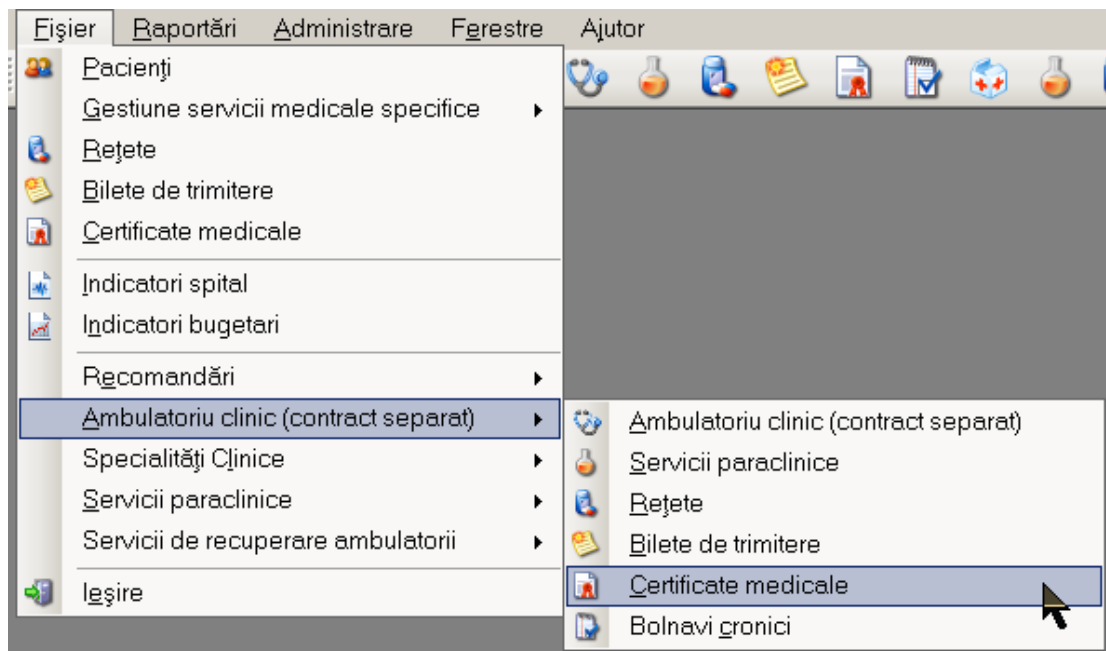 Fişier Raportări Administrare Ferestre Ajutor
Pacienţi
Gestiune servicii medicale specifice
Reţete
Bilete de trimitere
Certificate medicale
Indicatori spital
Indicatori bugetari
Recomandări
Ambulatoriu clinic (contract separat)
Specialităţi Clinice
Servicii paraclinice
Servicii de recuperare ambulatorii
Ieşire
Ambulatoriu clinic (contract separat)
Servicii paraclinice
Reţete
Bilete de trimitere
Certificate medicale
Bolnavi cronici